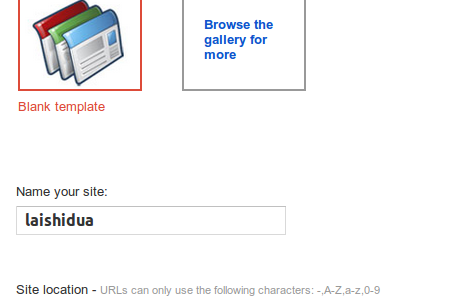 Browse the
gallery for
more
Blank template
Name your site:
laishidua
Site location - URLs can only use the following characters: -,A-Z,a-z,0-9